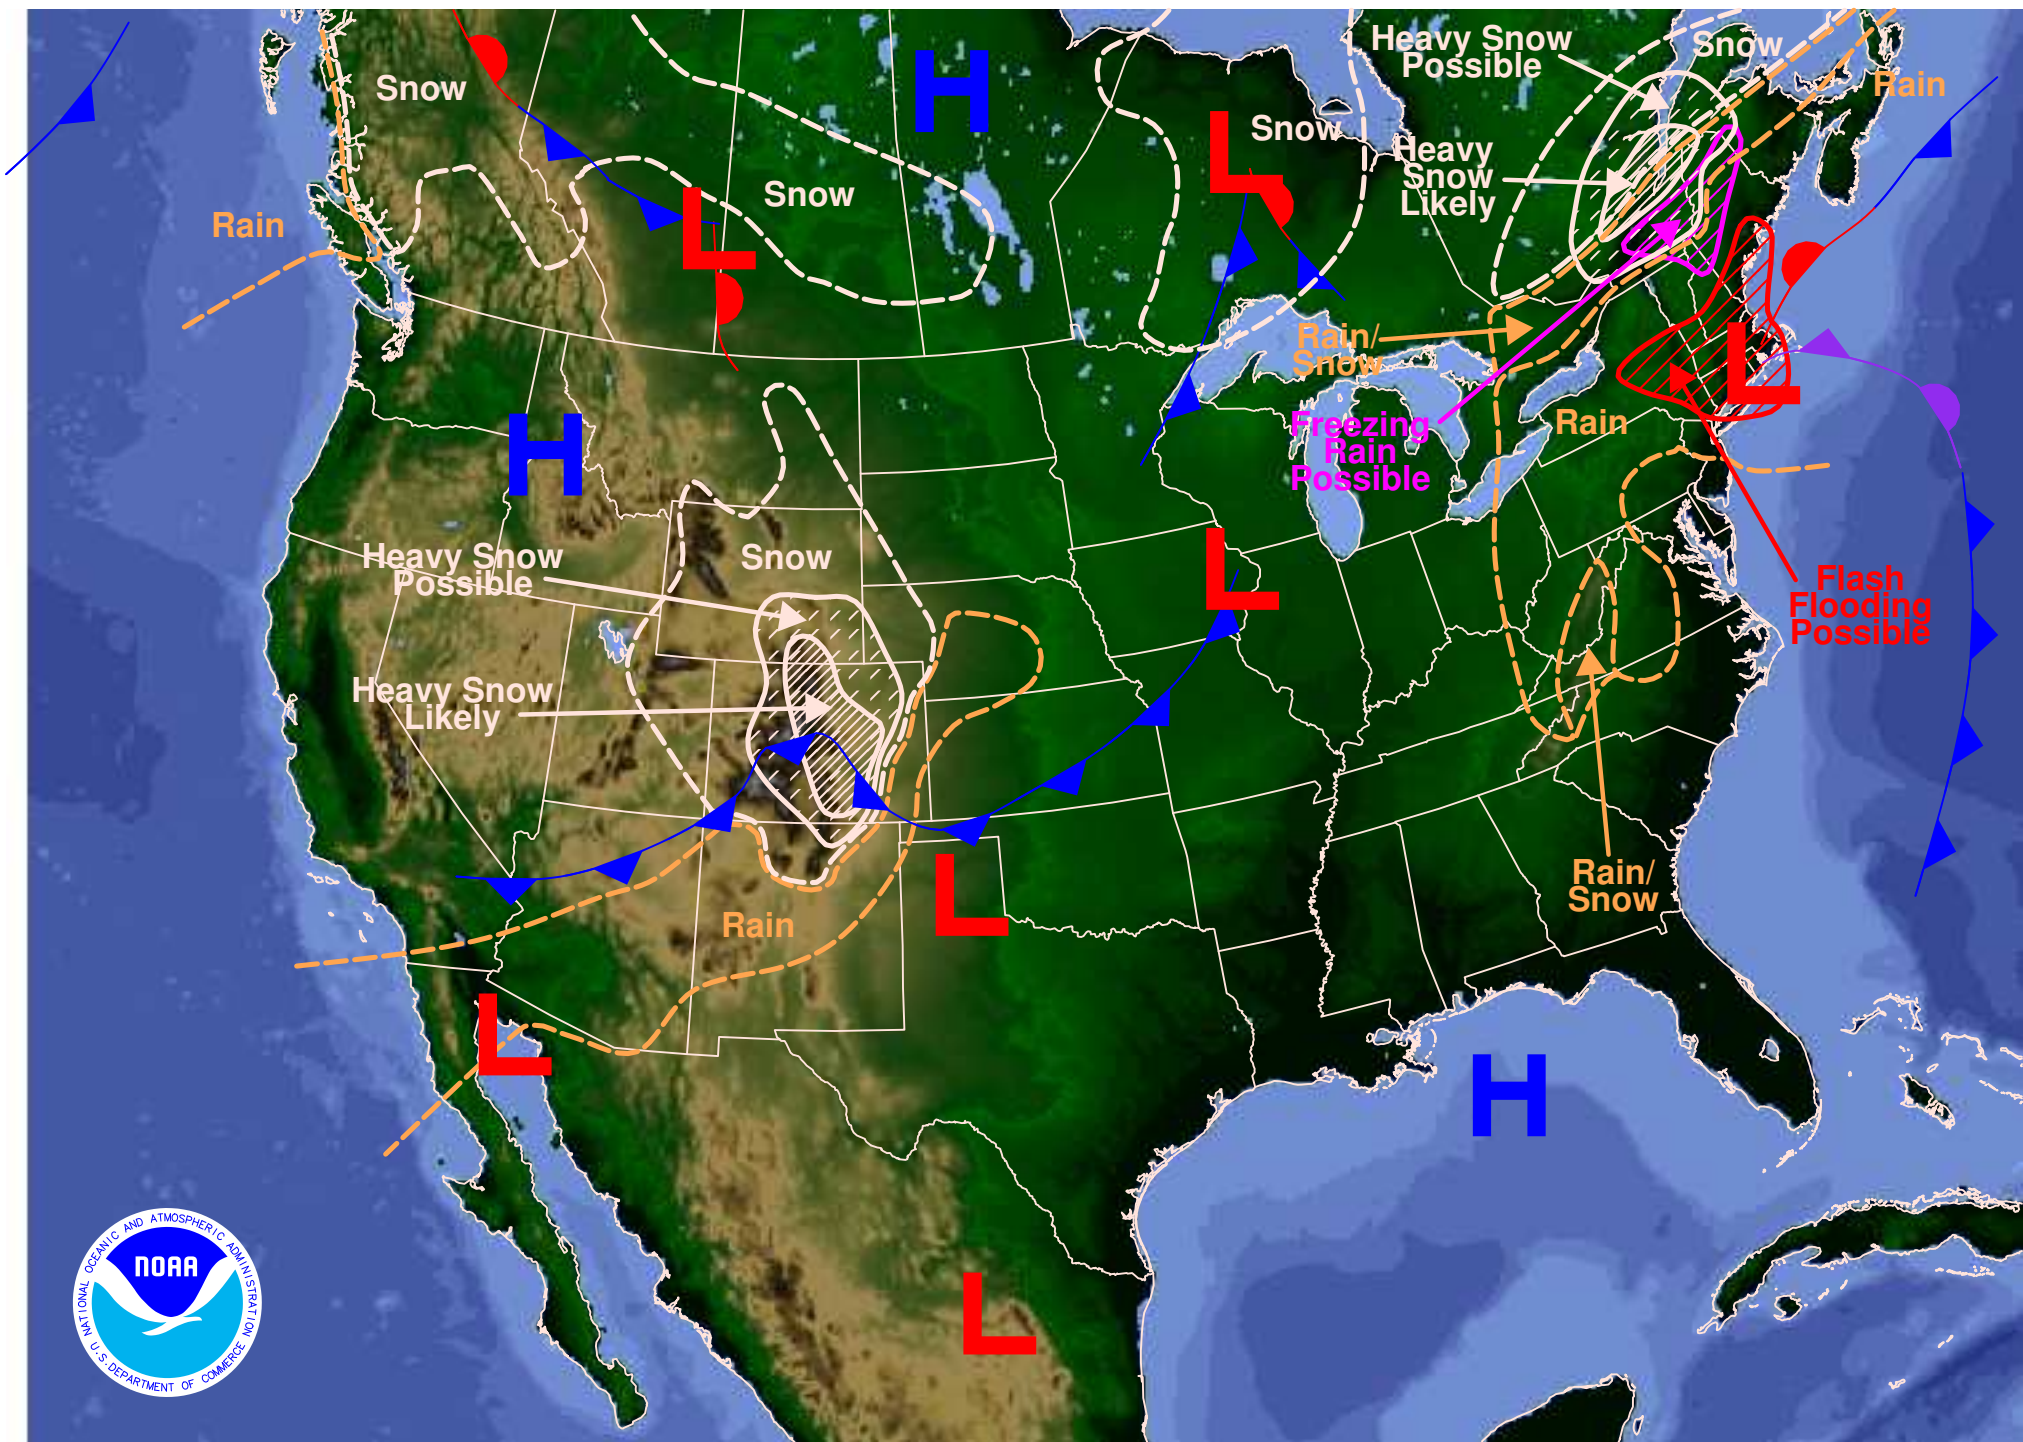 Heavy Snow
Possible
Snow
Rain
Snow
H
L
Snow
Heavy
Snow
Likely
Snow
L
Rain
Rain/
Snow
L
Rain
Freezing
Rain
Possible
H
Heavy Snow
Possible
Snow
L
Flash
Flooding
Possible
Heavy Snow
Likely
Rain/
Snow
L
Rain
L
H
L
NATIONAL OCEANIC AND ATMOSPHERIC ADMINISTRATION
NOAA
U.S. DEPARTMENT OF COMMERCE